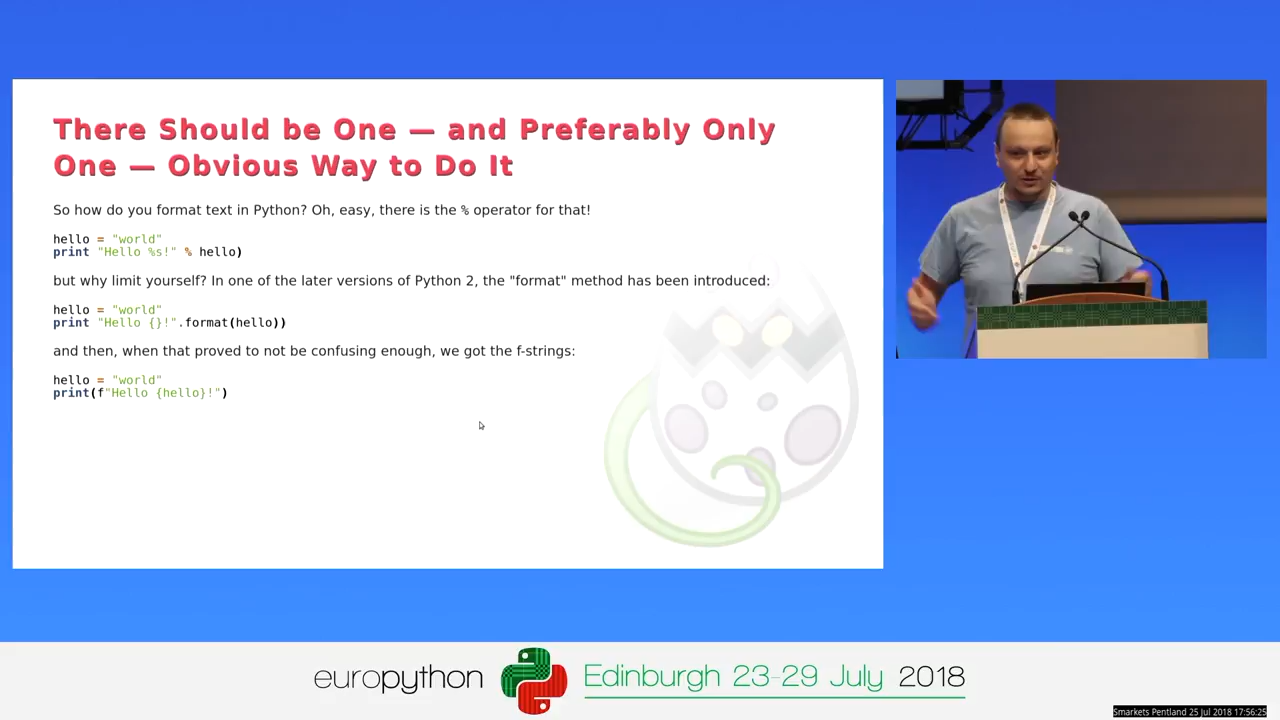 There Should be One — and Preferably Only
One — Obvious Way to Do It
So how do you format text in Python? Oh, easy, there is the % operator for that!
hello = "world"
print "Hello %s!" % hello)
but why limit yourself? In one of the later versions of Python 2, the "format" method has been introduced:
hello = "world"
print "Hello {}!".format(hello))
and then, when that proved to not be confusing enough, we got the f-strings:
hello = "world"
print(f"Hello {hello}!")
europython
Edinburgh 23-29 July 2018
Smarkets Pentland 25 Jul 2018 17:56:25